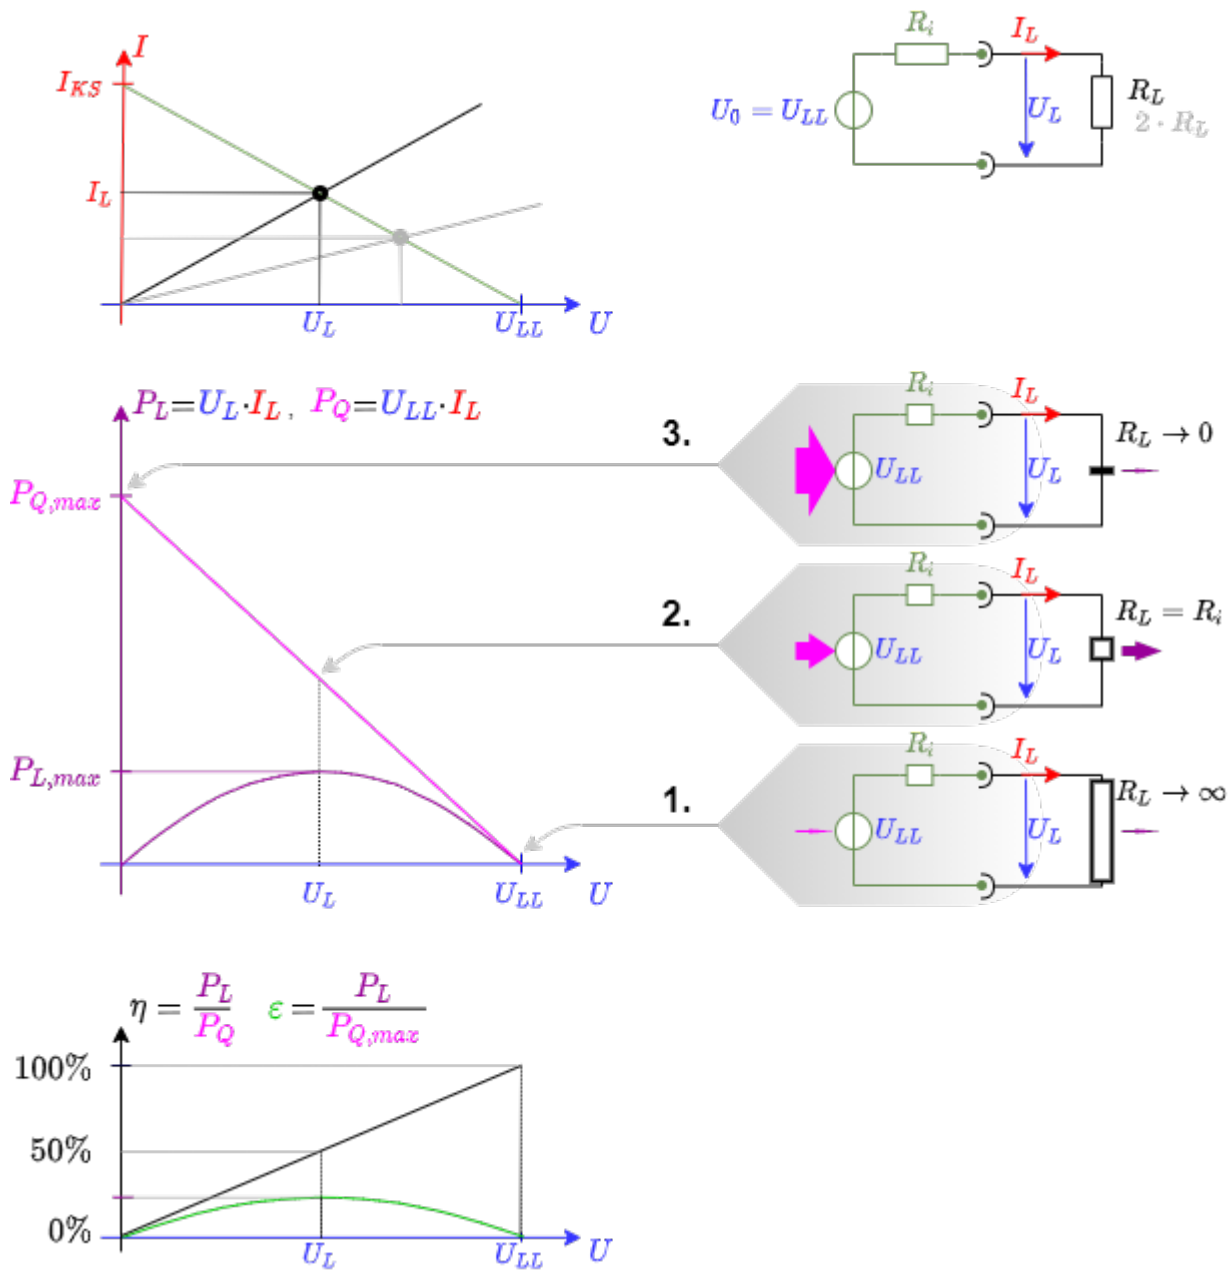 I
I_KS
I_L
U_L
U_LL
U
R_i
I_L
U_0 = U_LL
U_L
R_L
2 · R_L
P_L=U_L·I_L , P_Q=U_LL·I_L
P_Q,max
P_L,max
U_L
U_LL
U
3.
R_i
I_L
U_LL
U_L
R_L → 0
2.
R_i
I_L
U_LL
U_L
R_L = R_i
1.
R_i
I_L
U_LL
U_L
R_L → ∞
η = P_L/P_Q ε = P_L/P_Q,max
100%
50%
0%
U_L
U_LL
U